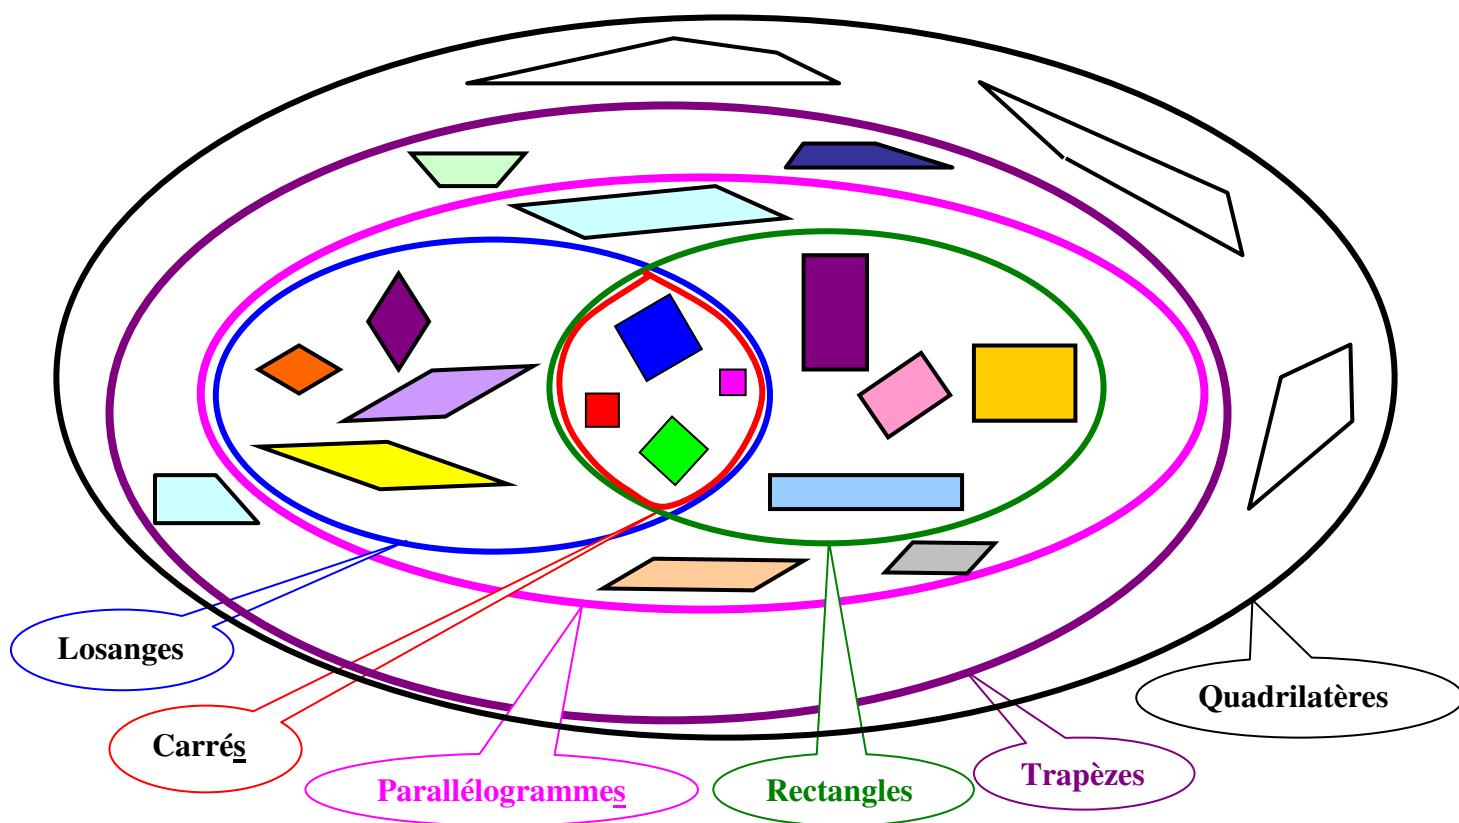 Losanges
Carrés
Parallélogrammes
Rectangles
Trapèzes
Quadrilatères